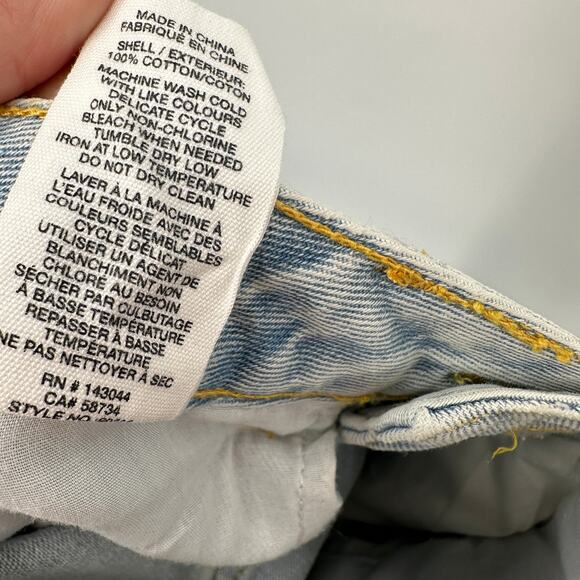 MADE IN CHINA
FABRIQUÉ EN CHINE
SHELL / EXTERIEUR:
100% COTTON/COTON
MACHINE WASH COLD
WITH LIKE COLOURS
DELICATE CYCLE
ONLY NON-CHLORINE
BLEACH WHEN NEEDED
TUMBLE DRY LOW
IRON AT LOW TEMPERATURE
DO NOT DRY CLEAN
LAVER À LA MACHINE À
L'EAU FROIDE AVEC DES
COULEURS SEMBLABLES
CYCLE DÉLICAT
UTILISER UN AGENT DE
BLANCHIMENT NON
CHLORÉ AU BESOIN
SÉCHER PAR CULBUTAGE
À BASSE TEMPÉRATURE
REPASSER À BASSE
TEMPÉRATURE
NE PAS NETTOYER À SEC
RN # 143044
CA# 58734
STYLE NO